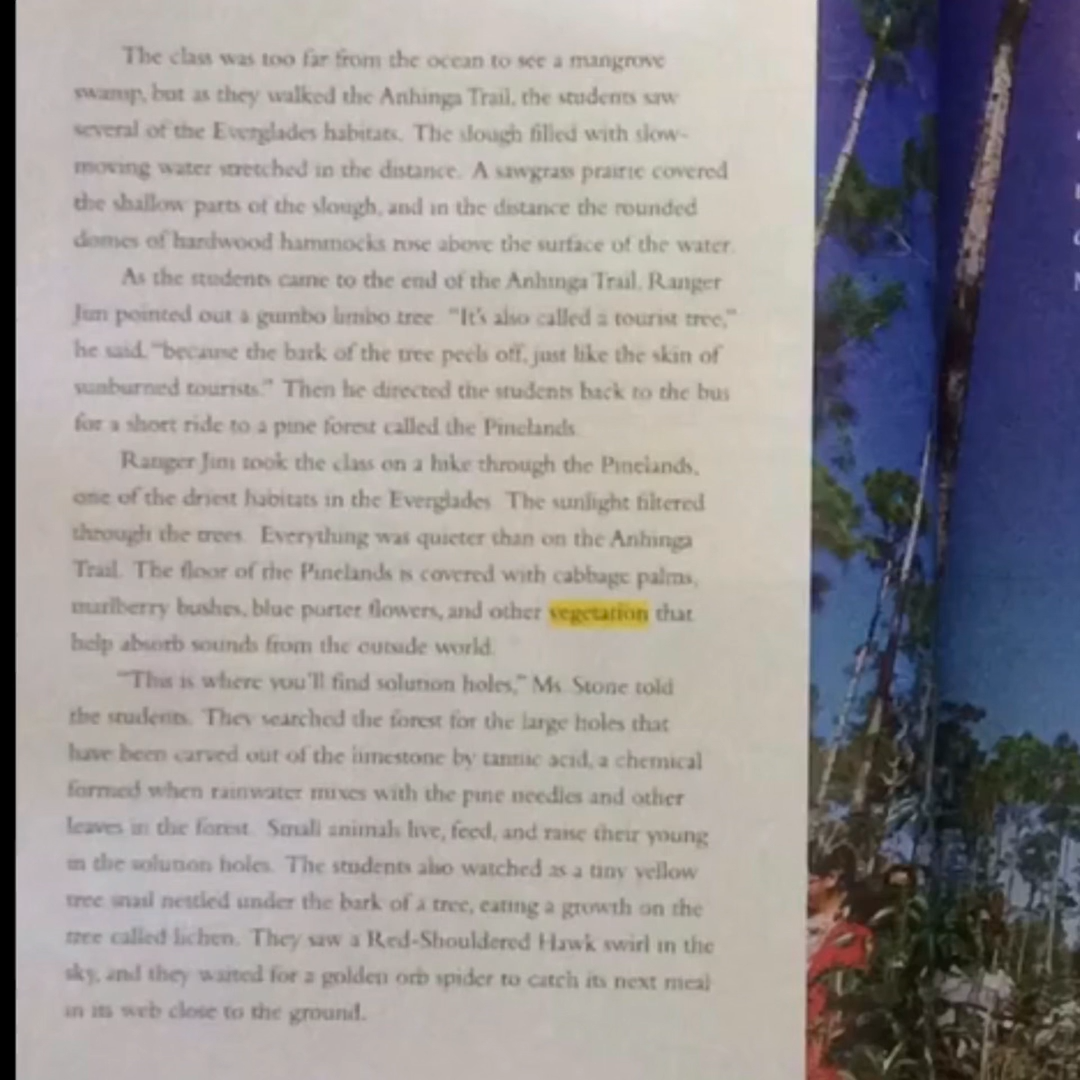 The class was too far from the ocean to see a mangrove
swamp, but as they walked the Anhinga Trail, the students saw
several of the Everglades habitats. The slough filled with slow-
moving water stretched in the distance. A sawgrass prairie covered
the shallow parts of the slough, and in the distance the rounded
domes of hardwood hammocks rose above the surface of the water.
As the students came to the end of the Anhinga Trail, Ranger
Jim pointed out a gumbo limbo tree. "It's also called a tourist tree,"
he said, "because the bark of the tree peels off, just like the skin of
sunburned tourists." Then he directed the students back to the bus
for a short ride to a pine forest called the Pinelands.
Ranger Jim took the class on a hike through the Pinelands,
one of the driest habitats in the Everglades. The sunlight filtered
through the trees. Everything was quieter than on the Anhinga
Trail. The floor of the Pinelands is covered with cabbage palms,
marlberry bushes, blue porter flowers, and other vegetation that
help absorb sounds from the outside world.
"This is where you'll find solution holes," Ms. Stone told
the students. They searched the forest for the large holes that
have been carved out of the limestone by tannic acid, a chemical
formed when rainwater mixes with the pine needles and other
leaves in the forest. Small animals live, feed, and raise their young
in the solution holes. The students also watched as a tiny yellow
tree snail nestled under the bark of a tree, eating a growth on the
tree called lichen. They saw a Red-Shouldered Hawk swirl in the
sky, and they waited for a golden orb spider to catch its next meal
in its web close to the ground.